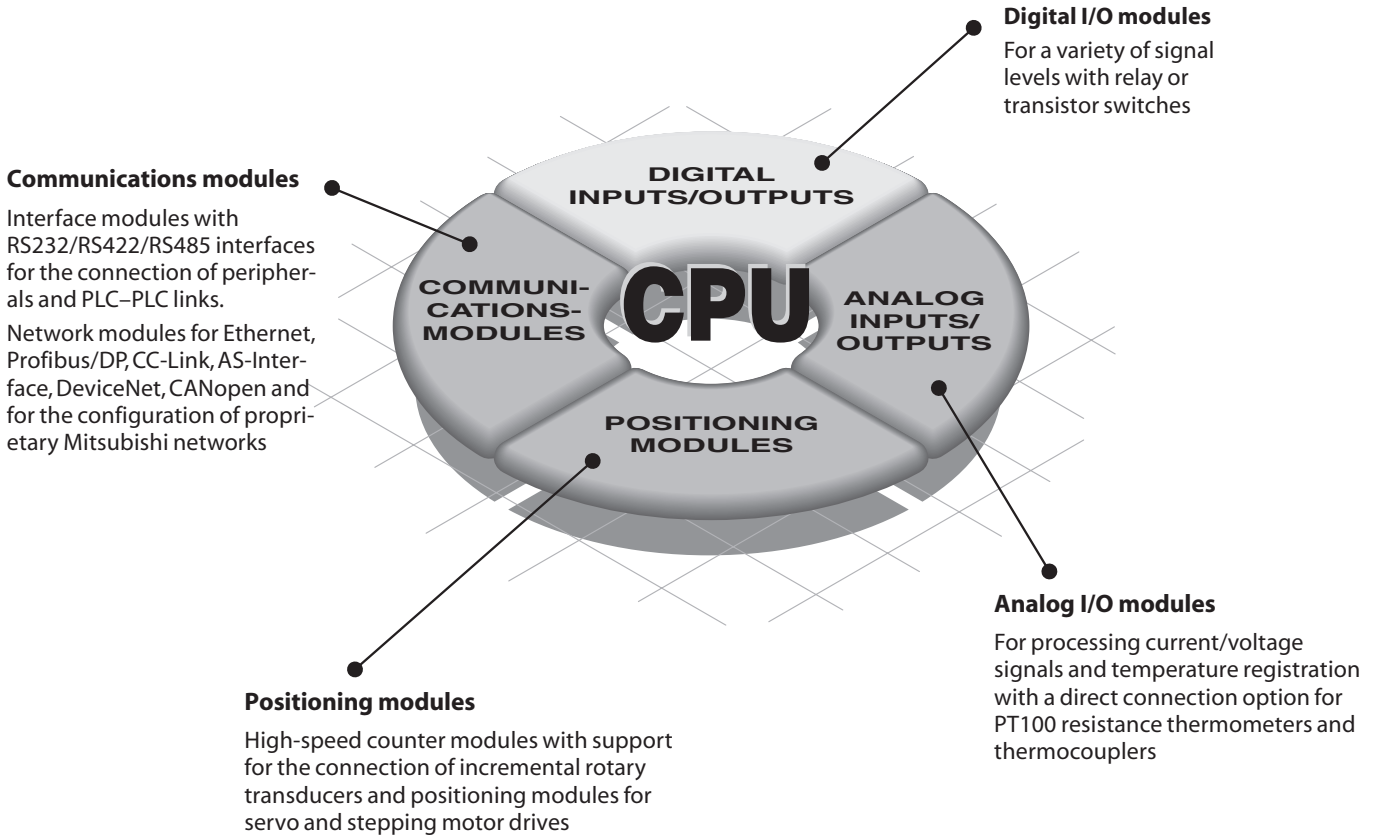 Digital I/O modules
For a variety of signal
levels with relay or
transistor switches
Communications modules
Interface modules with
RS232/RS422/RS485 interfaces
for the connection of peripher-
als and PLC–PLC links.
Network modules for Ethernet,
Profibus/DP, CC-Link, AS-Inter-
face, DeviceNet, CANopen and
for the configuration of propri-
etary Mitsubishi networks
DIGITAL
INPUTS/OUTPUTS
COMMUNI-
CATIONS-
MODULES
CPU
ANALOG
INPUTS/
OUTPUTS
POSITIONING
MODULES
Analog I/O modules
For processing current/voltage
signals and temperature registration
with a direct connection option for
PT100 resistance thermometers and
thermocouplers
Positioning modules
High-speed counter modules with support
for the connection of incremental rotary
transducers and positioning modules for
servo and stepping motor drives